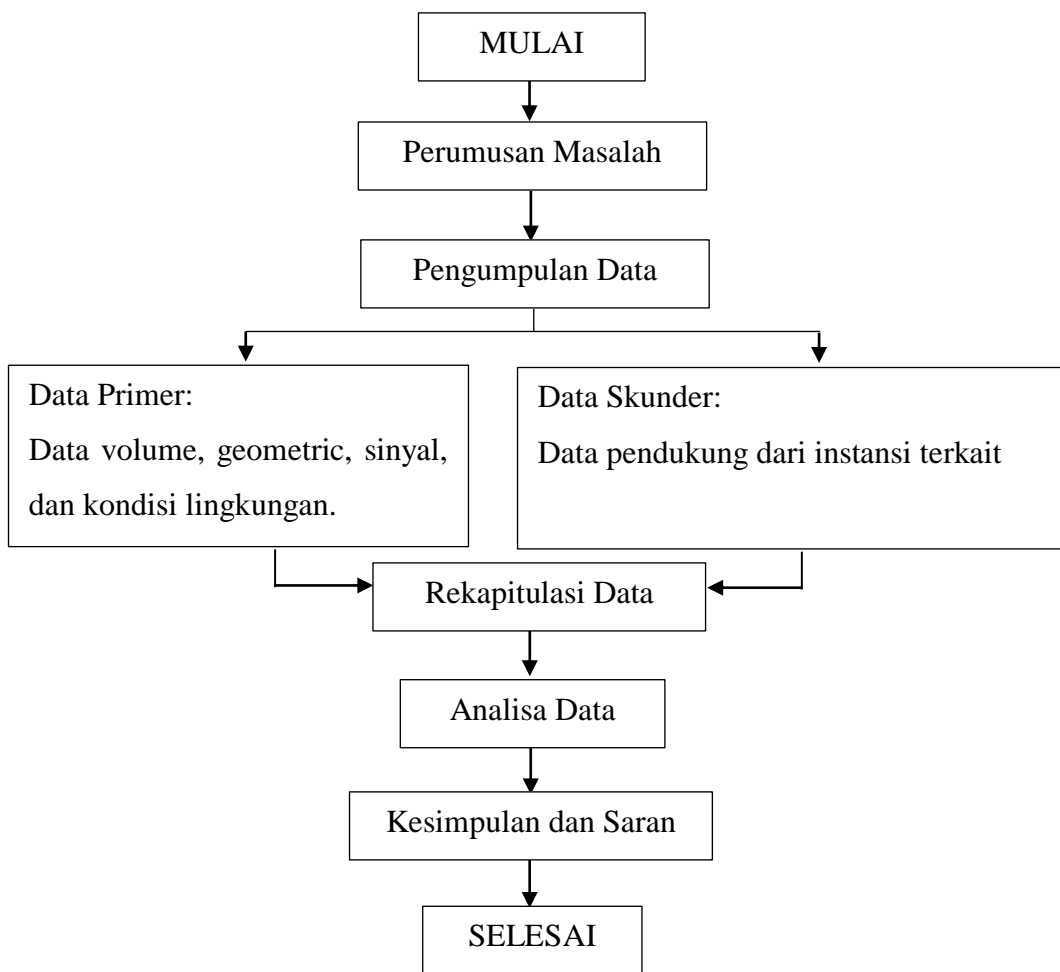 MULAI
Perumusan Masalah
Pengumpulan Data
Data Primer:
Data volume, geometric, sinyal,
dan kondisi lingkungan.
Data Skunder:
Data pendukung dari instansi terkait
Rekapitulasi Data
Analisa Data
Kesimpulan dan Saran
SELESAI